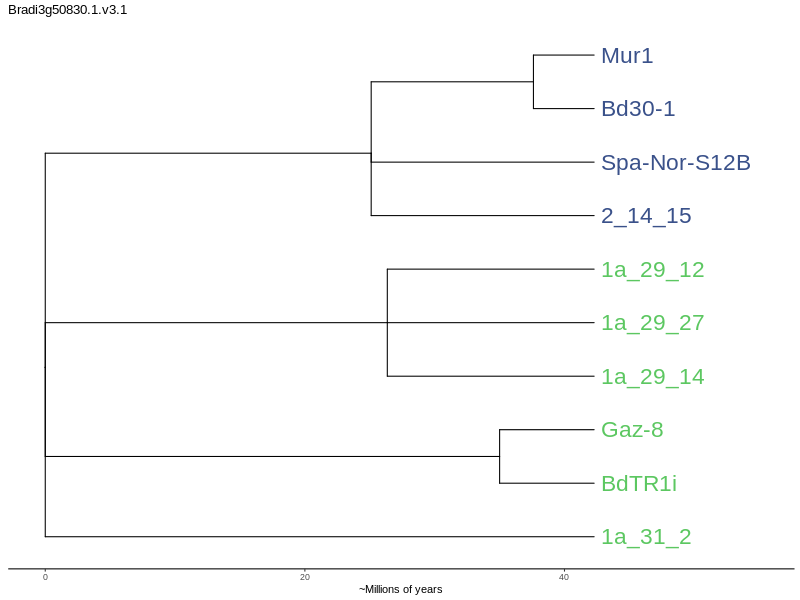 Bradi3g50830.1.v3.1
Mur1
Bd30-1
Spa-Nor-S12B
2_14_15
1a_29_12
1a_29_27
1a_29_14
Gaz-8
BdTR1i
1a_31_2
0 20 40
~Millions of years